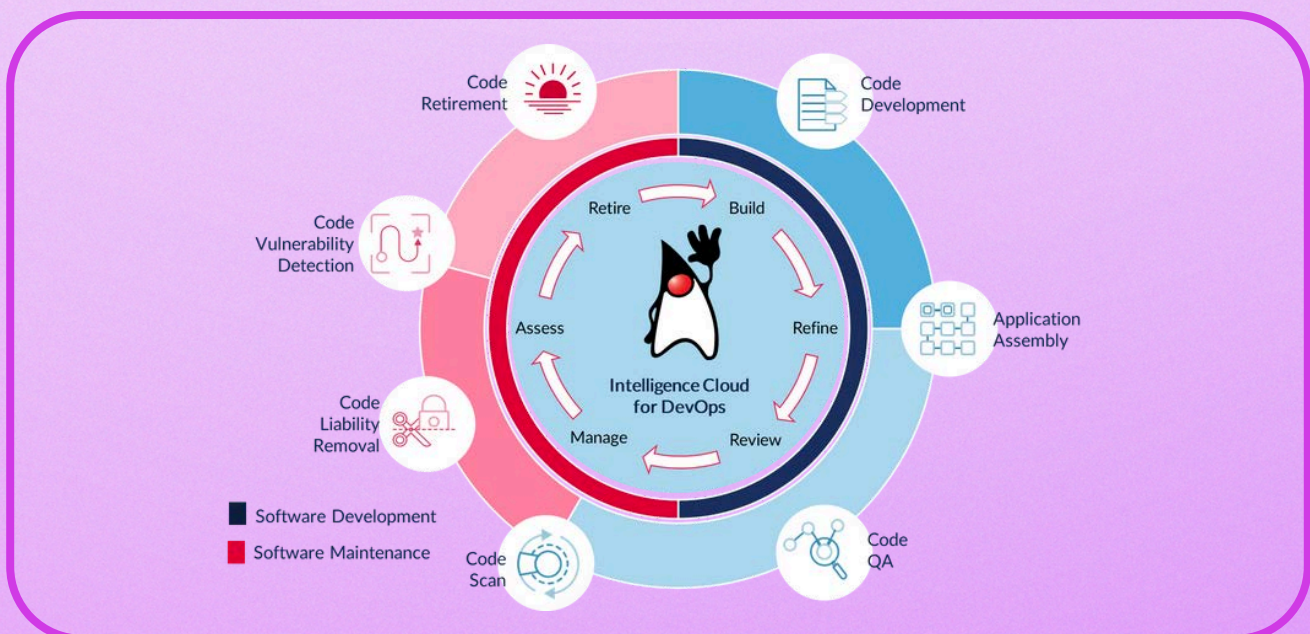 Code
Retirement
Code
Development
Code
Vulnerability
Detection
Retire
Build
Assess
Refine
Application
Assembly
Intelligence Cloud
for DevOps
Manage
Review
Code
Liability
Removal
Software Development
Software Maintenance
Code
Scan
Code
QA